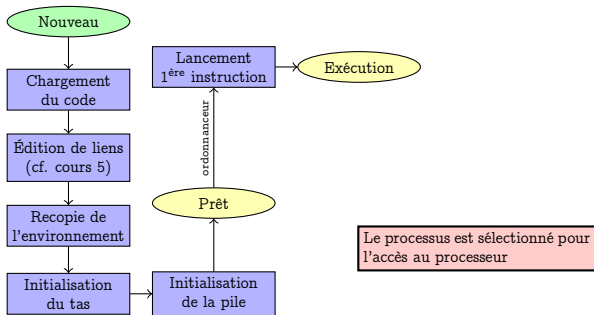 Nouveau
Chargement
du code
Édition de liens
(cf. cours 5)
Recopie de
l'environnement
Initialisation
du tas
Initialisation
de la pile
Prêt
ordonnanceur
Lancement
1ère instruction
Exécution
Le processus est sélectionné pour
l'accès au processeur